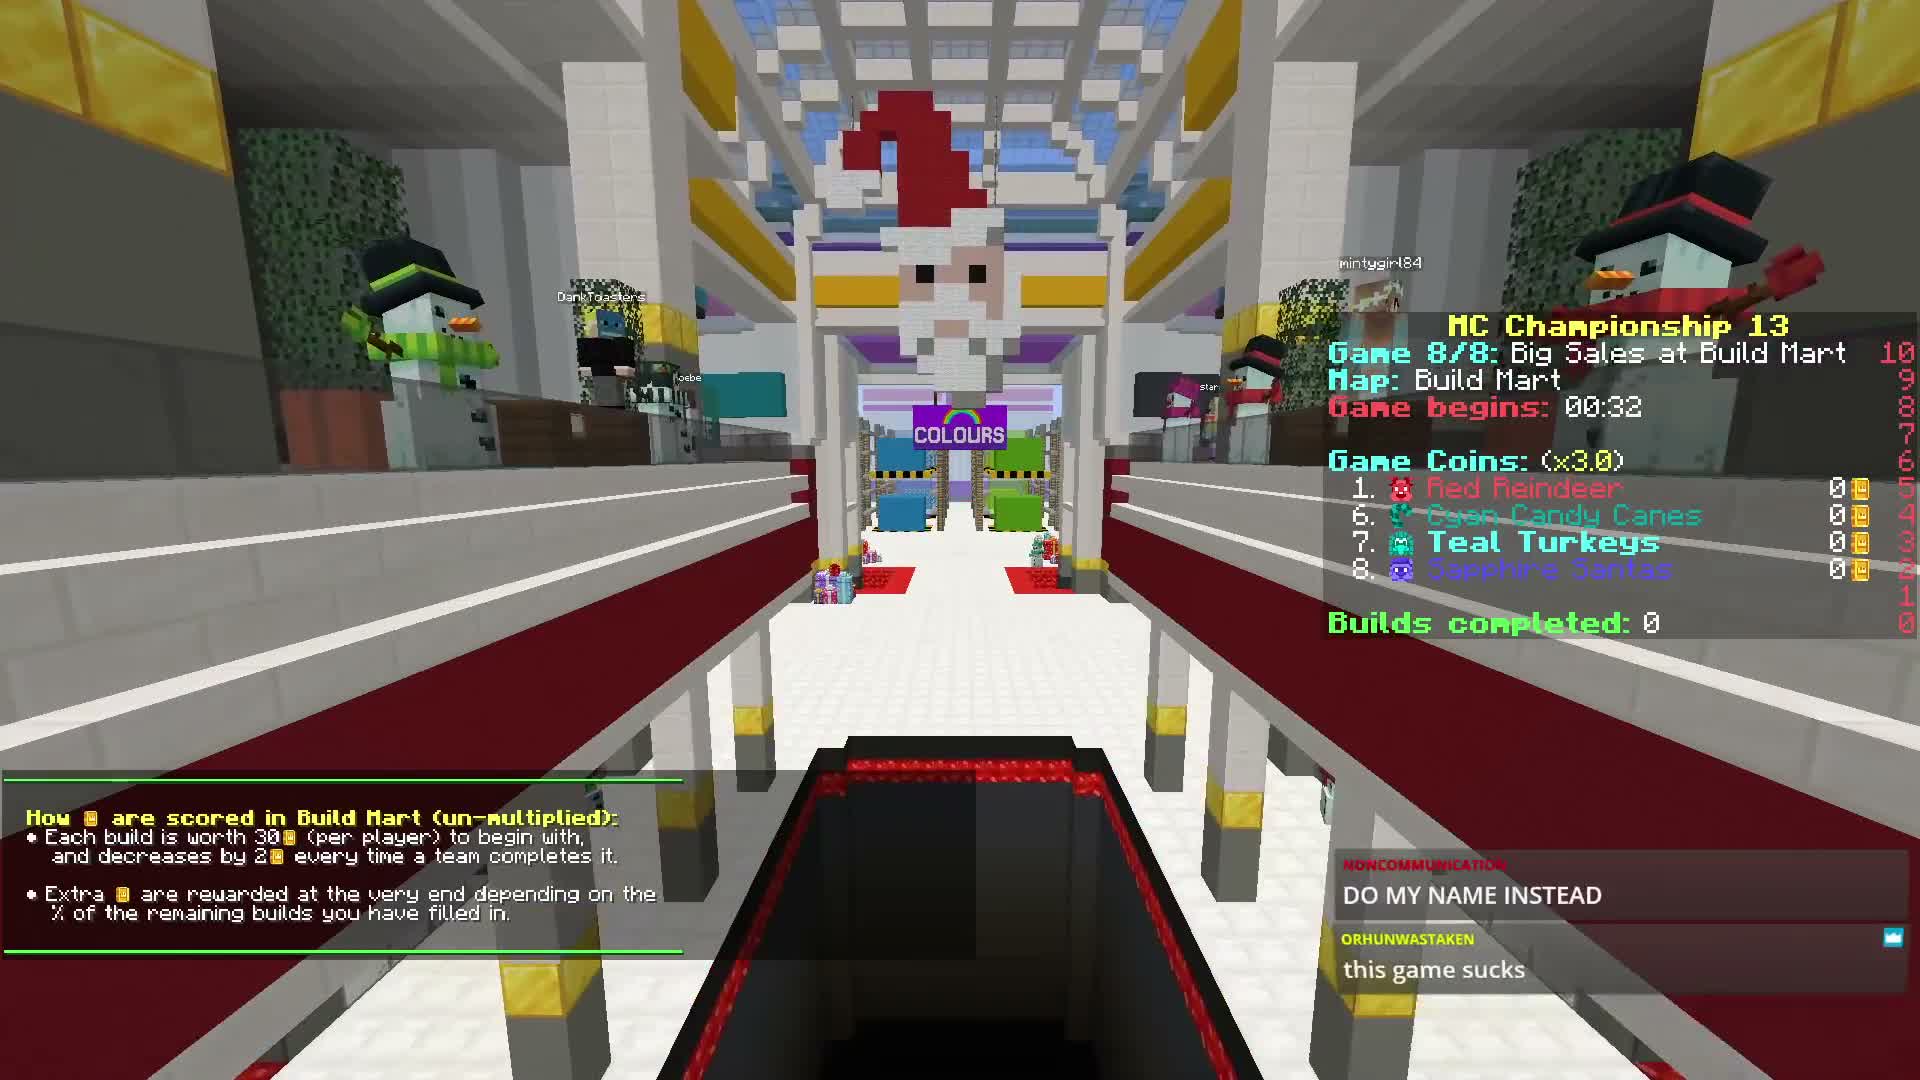 mintygirl84
DankToasters
COLOURS
MC Championship 13
Game 8/8: Big Sales at Build Mart 10
Map: Build Mart 9
Game begins: 00:32 8
7
Game Coins: (x3.0) 6
1. Red Reindeer 0 5
6. Cyan Candy Canes 0 4
7. Teal Turkeys 0 3
8. Sapphire Santas 0 2
1
Builds completed: 0 0
How are scored in Build Mart (un-multiplied):
• Each build is worth 30 (per player) to begin with,
and decreases by 2 every time a team completes it.
• Extra are rewarded at the very end depending on the
% of the remaining builds you have filled in.
NONCOMMUNICATION
DO MY NAME INSTEAD
ORHUNWASTAKEN
this game sucks